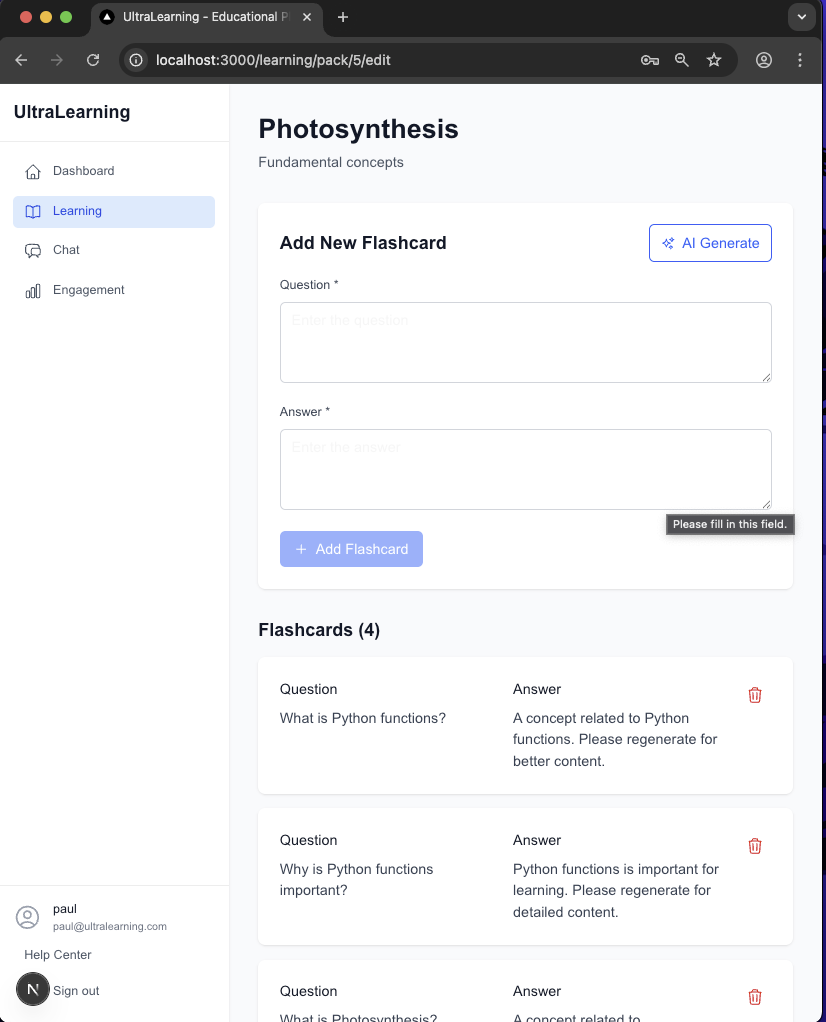 UltraLearning - Educational P
localhost:3000/learning/pack/5/edit
UltraLearning
Dashboard
Learning
Chat
Engagement
Photosynthesis
Fundamental concepts
Add New Flashcard
AI Generate
Question *
Enter the question
Answer *
Enter the answer
Please fill in this field.
+ Add Flashcard
Flashcards (4)
Question
What is Python functions?
Answer
A concept related to Python
functions. Please regenerate for
better content.
Question
Why is Python functions
important?
Answer
Python functions is important for
learning. Please regenerate for
detailed content.
Question
What is Photosynthesis?
Answer
A concept related to
paul
paul@ultralearning.com
Help Center
N
Sign out